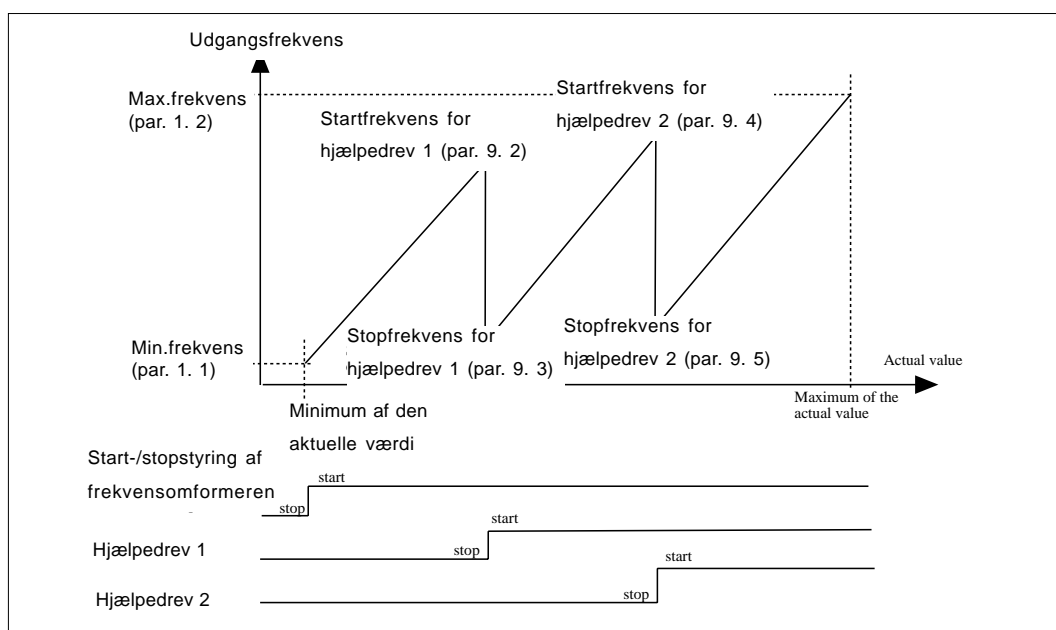 Udgangsfrekvens
Max.frekvens
(par. 1. 2)
Startfrekvens for
hjælpedrev 1 (par. 9. 2)
Startfrekvens for
hjælpedrev 2 (par. 9. 4)
Min.frekvens
(par. 1. 1)
Stopfrekvens for
hjælpedrev 1 (par. 9. 3)
Stopfrekvens for
hjælpedrev 2 (par. 9. 5)
Actual value
Maximum of the
actual value
Minimum af den
aktuelle værdi
Start-/stopstyring af
frekvensomformeren
stop
start
Hjælpedrev 1
stop
start
Hjælpedrev 2
stop
start